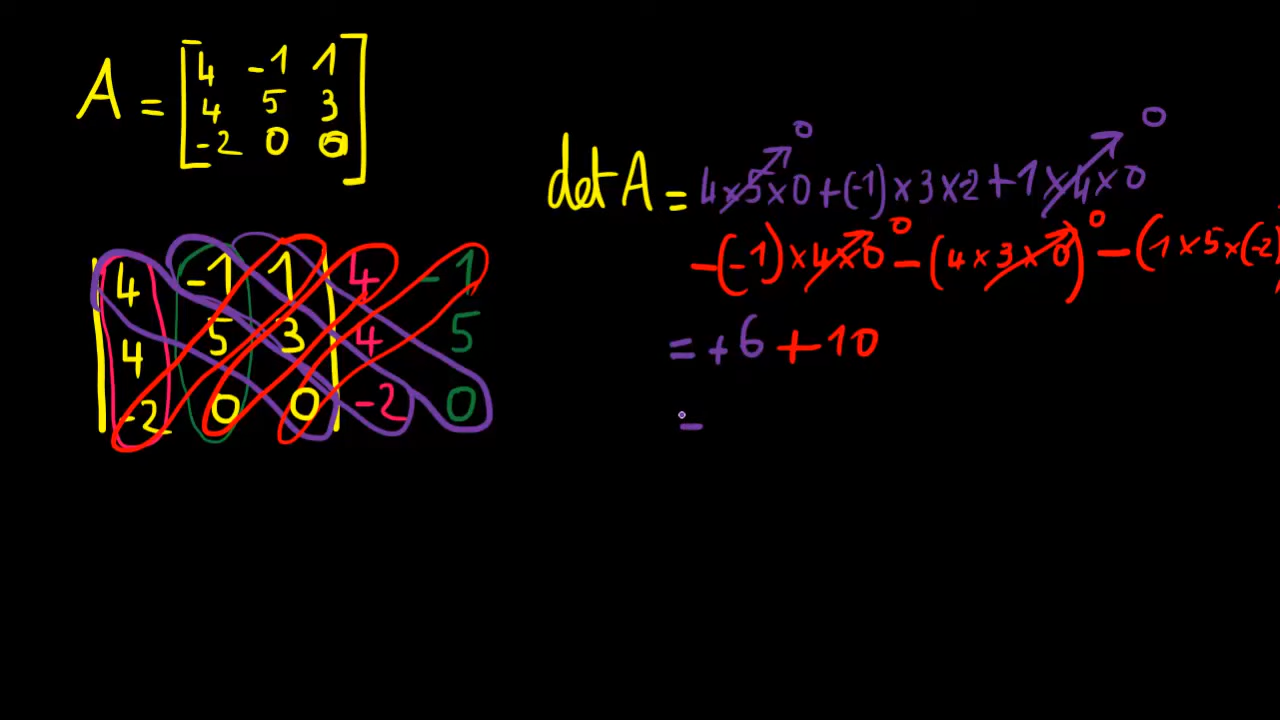 A = [4 -1 1
4 5 3
-2 0 0]
det A = 4×5×0+(-1)×3×-2+1×4×0
0 0
-(-1)×4×0 - (4×3×0) - (1×5×(-2)
0 0
= +6 +10
=
4 -1 1 4 -1
4 5 3 4 5
-2 0 0 -2 0